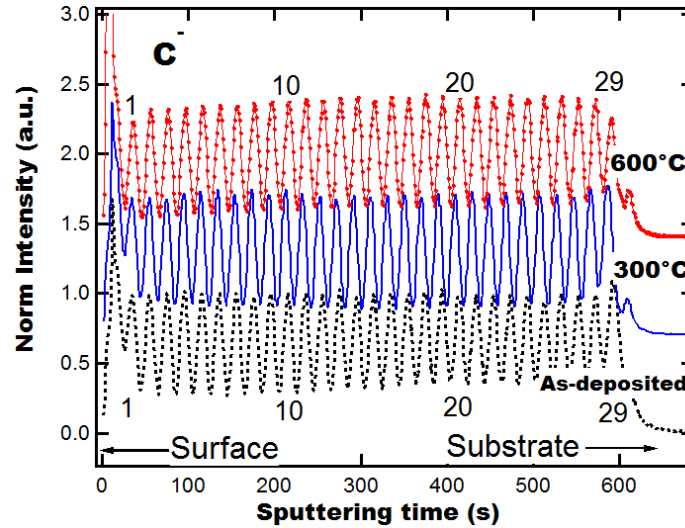 C-
3.0
2.5
2.0
1.5
1.0
0.5
0.0
Norm Intensity (a.u.)
1
10
20
29
600°C
300°C
As-deposited
1
10
20
29
Surface
Substrate
0
100
200
300
400
500
600
Sputtering time (s)